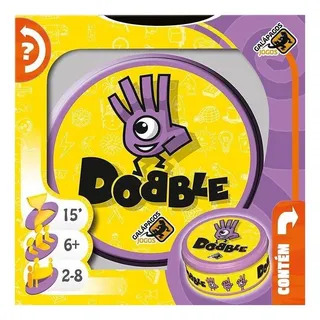 ?
GALÁPAGOS
JOGOS
DOBBLE
GALÁPAGOS
JOGOS
15'
6+
2-8
DOBBLE
CONTÉM